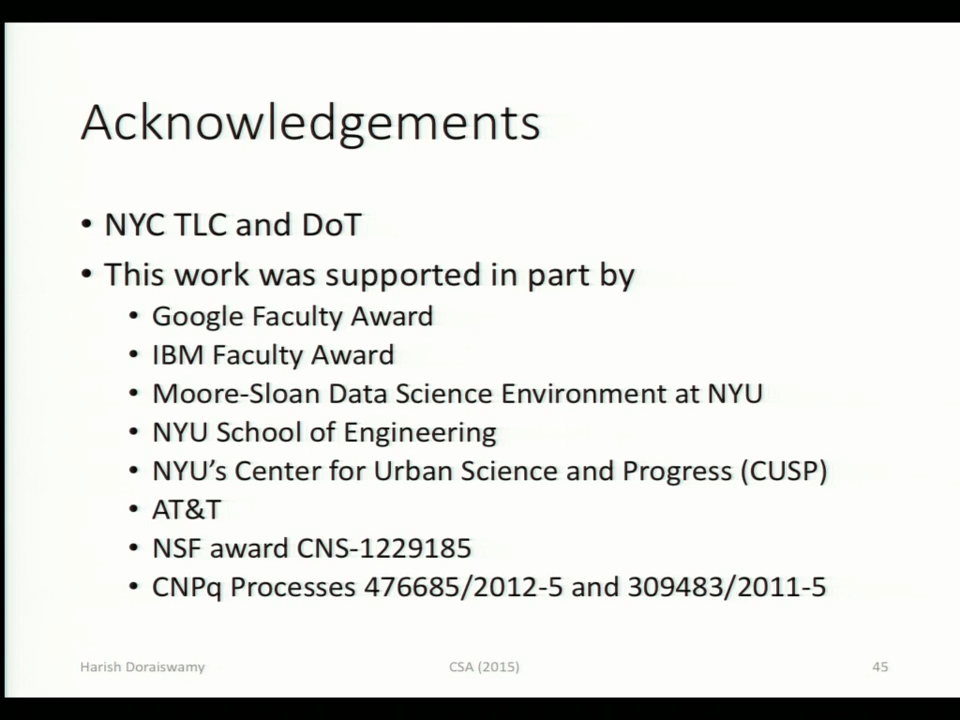 Acknowledgements
• NYC TLC and DoT
• This work was supported in part by
• Google Faculty Award
• IBM Faculty Award
• Moore-Sloan Data Science Environment at NYU
• NYU School of Engineering
• NYU’s Center for Urban Science and Progress (CUSP)
• AT&T
• NSF award CNS-1229185
• CNPq Processes 476685/2012-5 and 309483/2011-5
Harish Doraiswamy CSA (2015) 45